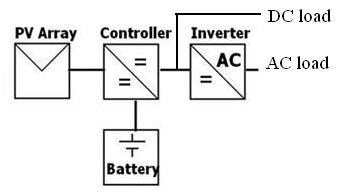 DC load
PV Array Controller Inverter
AC
AC load
Battery